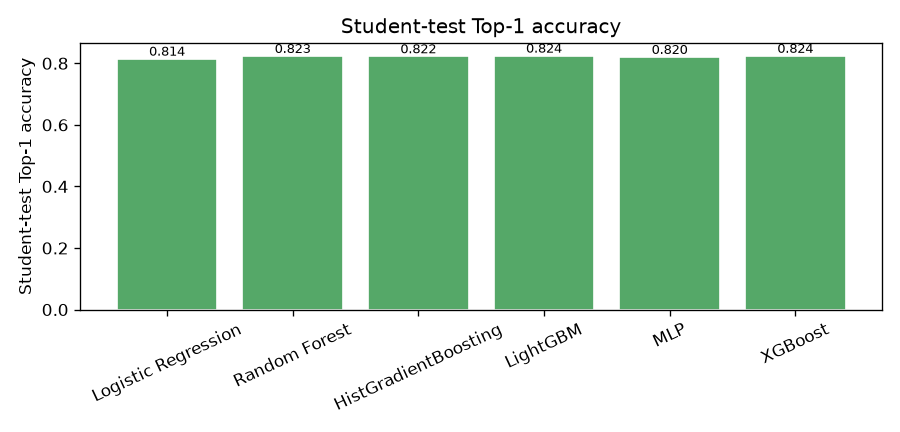 Student-test Top-1 accuracy
Student-test Top-1 accuracy
0.8
0.6
0.4
0.2
0.0
0.814
0.823
0.822
0.824
0.820
0.824
Logistic Regression
Random Forest
HistGradientBoosting
LightGBM
MLP
XGBoost